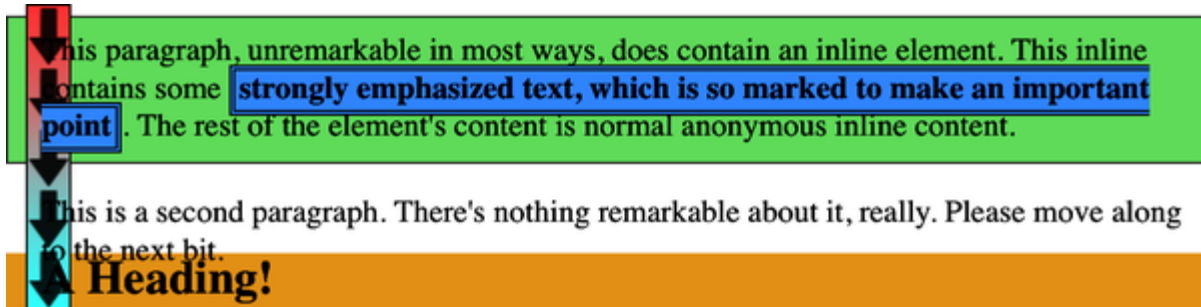 This paragraph, unremarkable in most ways, does contain an inline element. This inline
contains some strongly emphasized text, which is so marked to make an important
point. The rest of the element's content is normal anonymous inline content.
This is a second paragraph. There's nothing remarkable about it, really. Please move along
to the next bit.
A Heading!